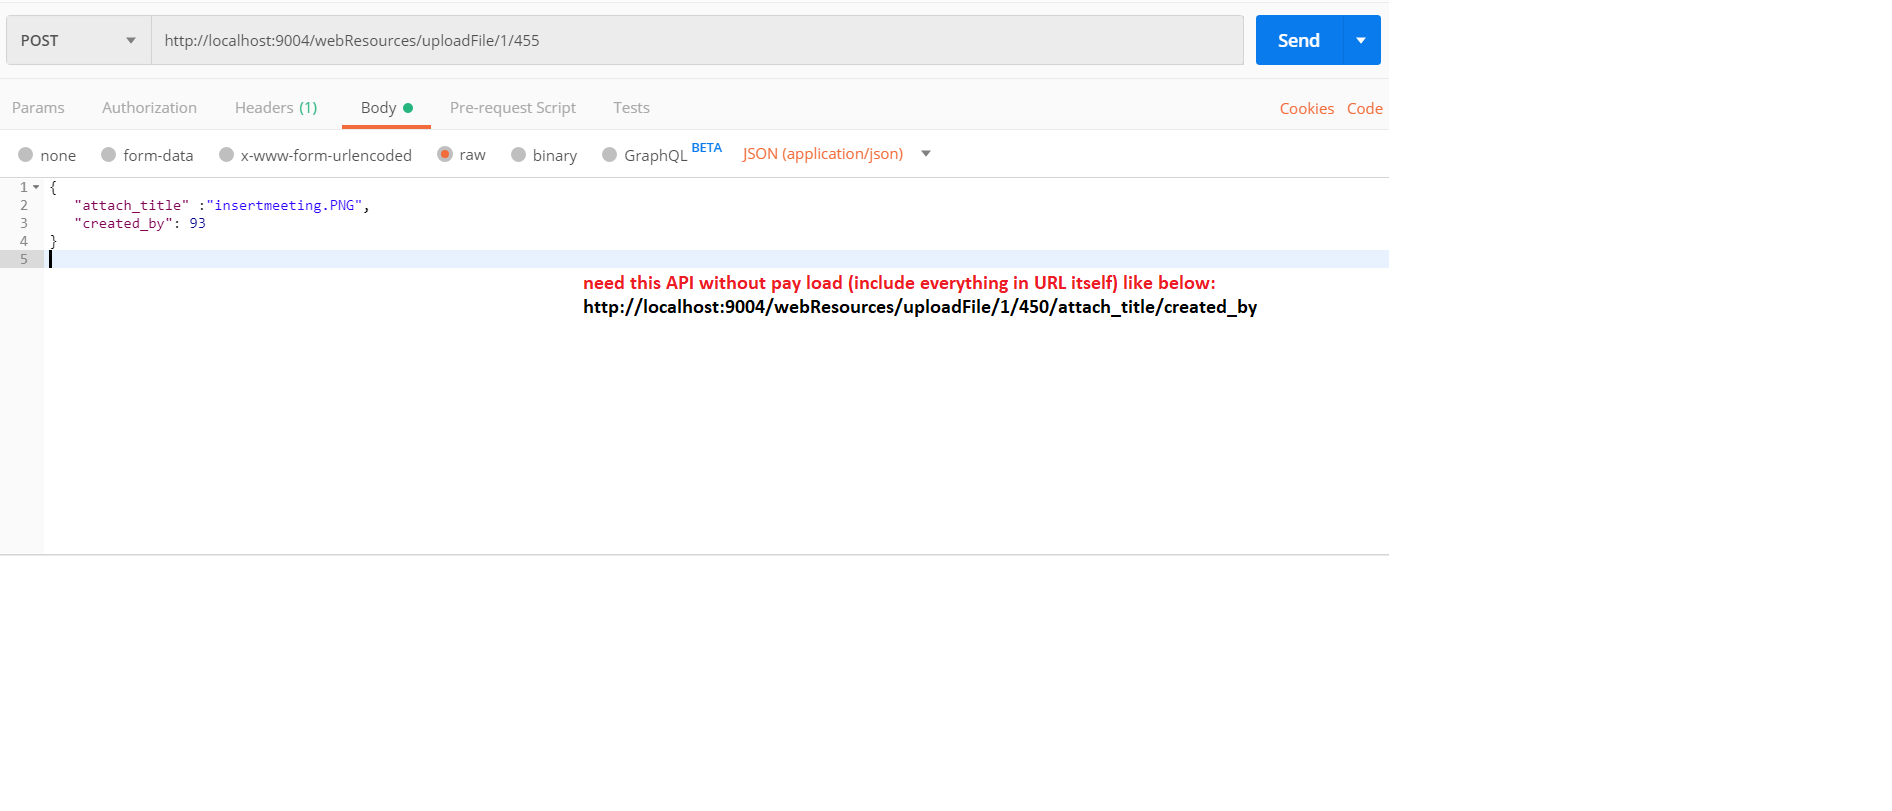 POST http://localhost:9004/webResources/uploadFile/1/455 Send
Params Authorization Headers (1) Body Pre-request Script Tests Cookies Code
none form-data x-www-form-urlencoded raw binary GraphQL BETA JSON (application/json)
1 {
2 "attach_title" :"insertmeeting.PNG",
3 "created_by": 93
4 }
5
need this API without pay load (include everything in URL itself) like below:
http://localhost:9004/webResources/uploadFile/1/450/attach_title/created_by